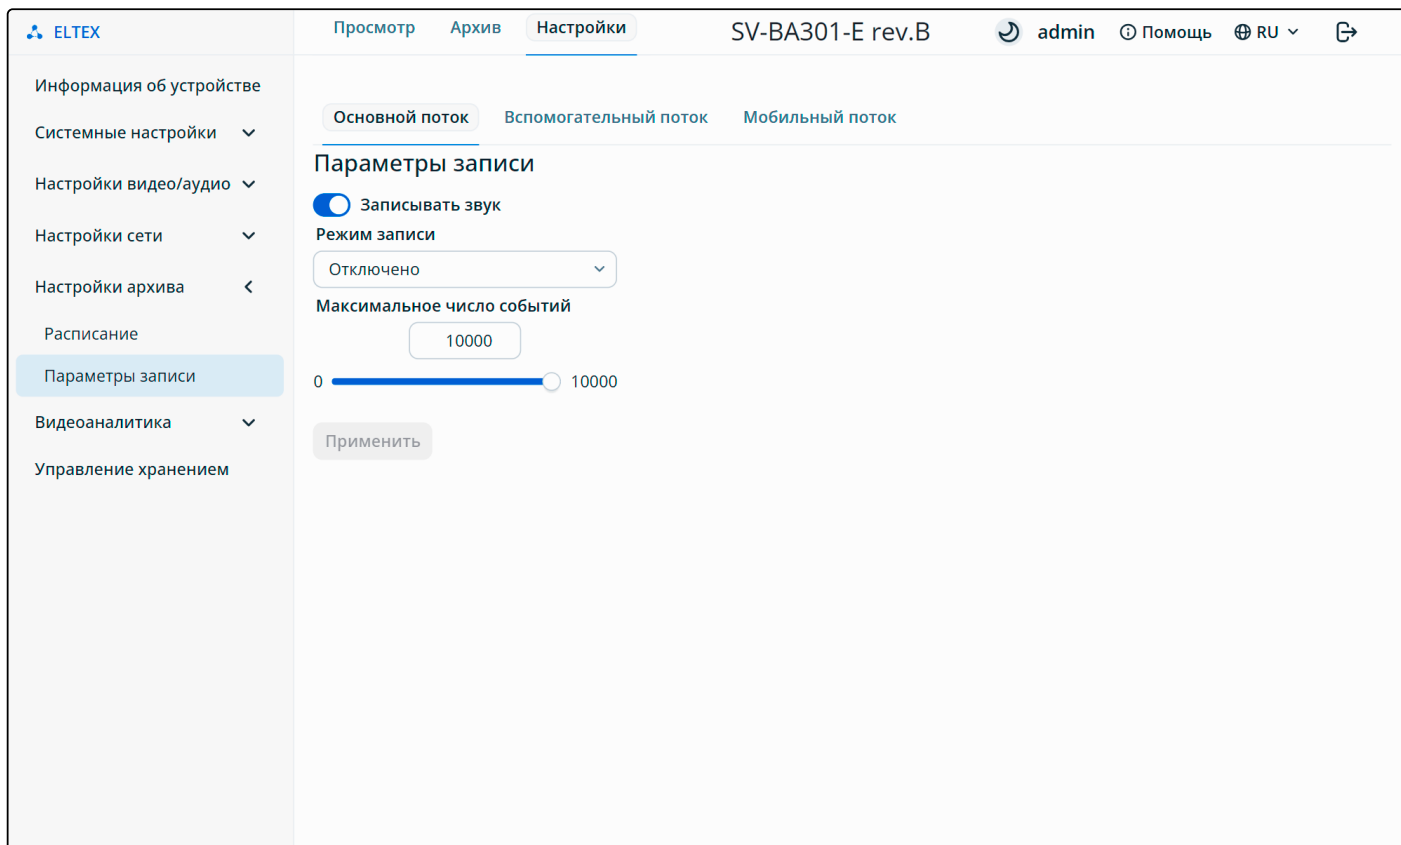 ELTEX
Просмотр Архив Настройки SV-BA301-E rev.B admin Помощь RU
Информация об устройстве
Системные настройки
Настройки видео/аудио
Настройки сети
Настройки архива
Расписание
Параметры записи
Видеоаналитика
Управление хранением
Основной поток Вспомогательный поток Мобильный поток
Параметры записи
Записывать звук
Режим записи
Отключено
Максимальное число событий
10000
0 10000
Применить